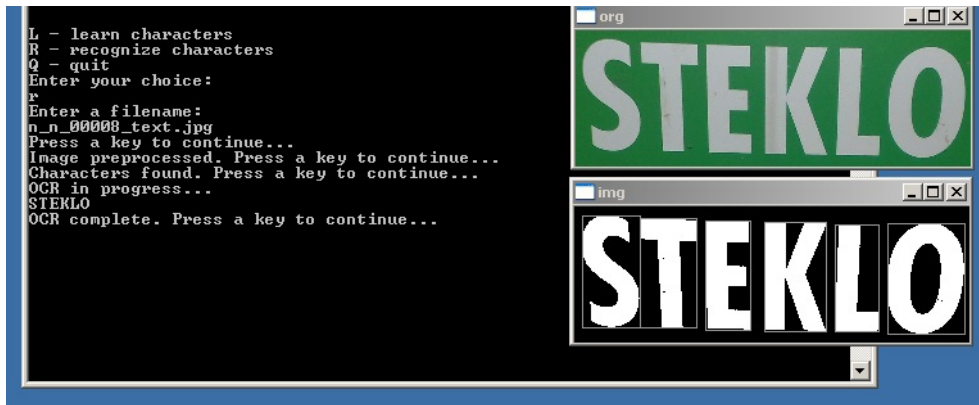 L - learn characters
R - recognize characters
Q - quit
Enter your choice:
r
Enter a filename:
n_n_00008_text.jpg
Press a key to continue...
Image preprocessed. Press a key to continue...
Characters found. Press a key to continue...
OCR in progress...
STEKLO
OCR complete. Press a key to continue...
org
STEKLO
img
STEKLO